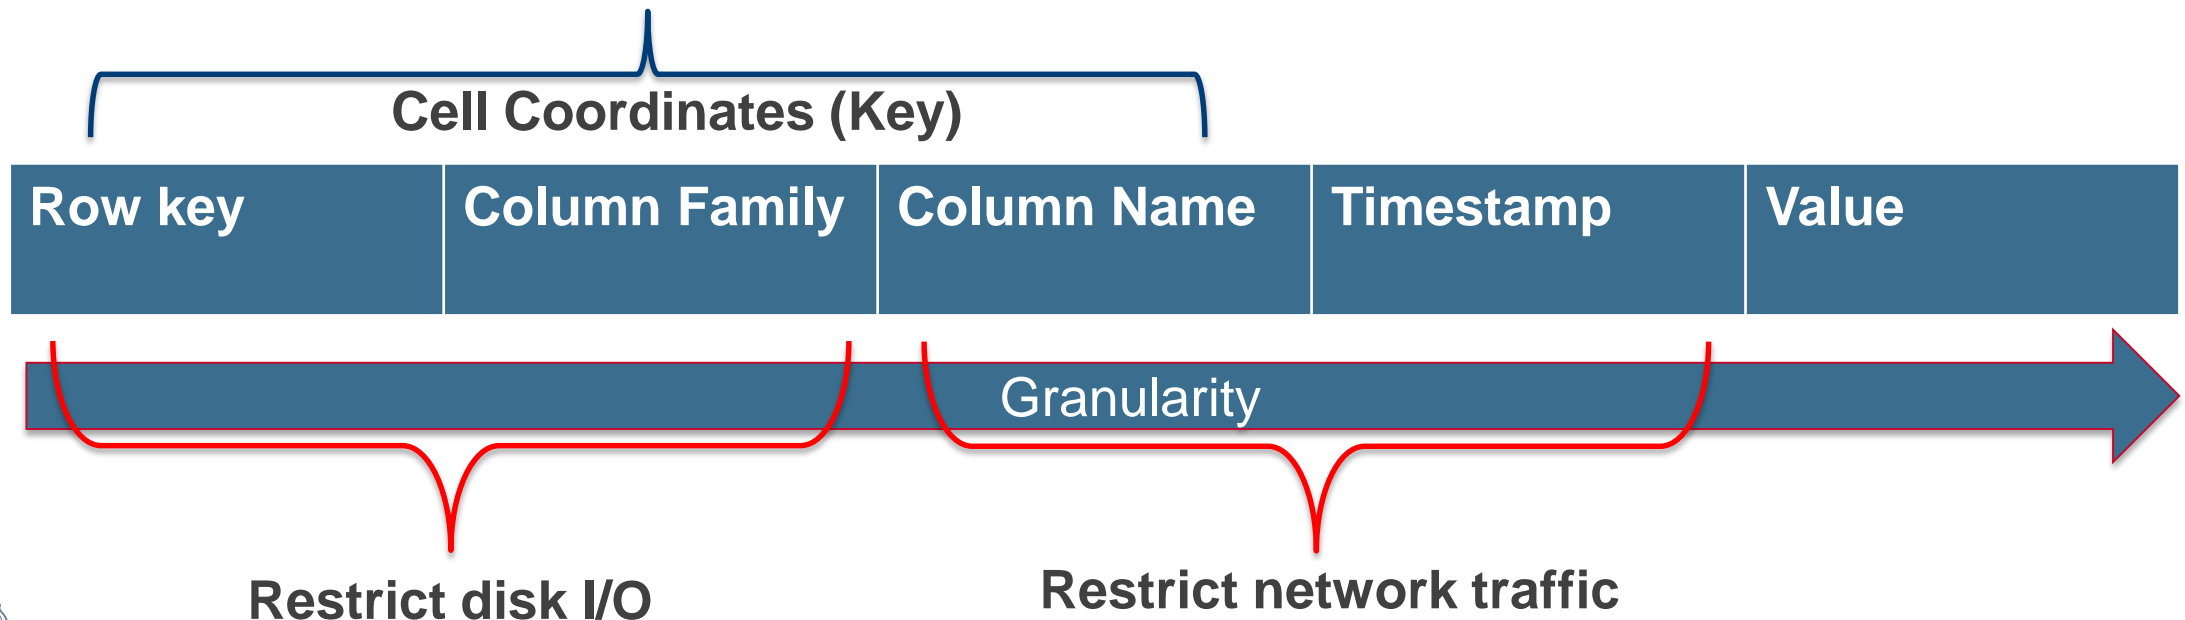 Cell Coordinates (Key)
Row key
Column Family
Column Name
Timestamp
Value
Granularity
Restrict disk I/O
Restrict network traffic